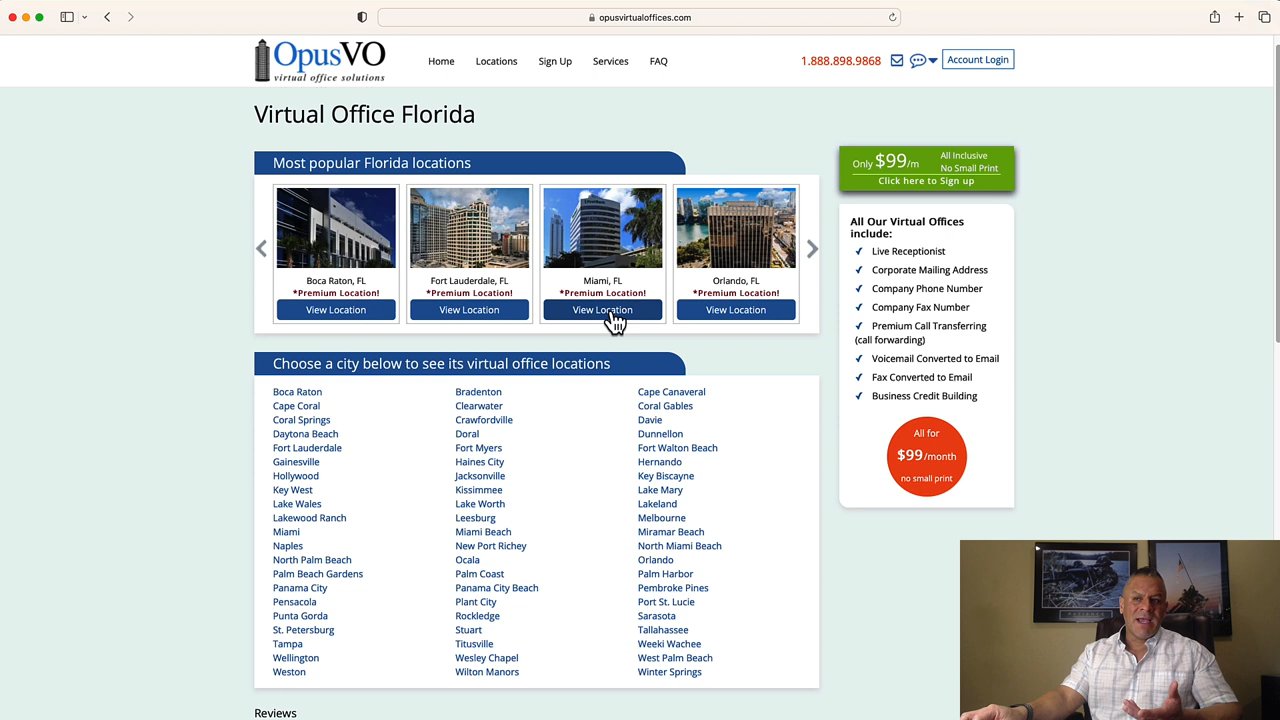 opusvirtualoffices.com
OpusVO
virtual office solutions
Home Locations Sign Up Services FAQ
1.888.898.9868
Account Login
Virtual Office Florida
Most popular Florida locations
Boca Raton, FL
*Premium Location!
View Location
Fort Lauderdale, FL
*Premium Location!
View Location
Miami, FL
*Premium Location!
View Location
Orlando, FL
*Premium Location!
View Location
Only $99/m
All Inclusive
No Small Print
Click here to Sign up
All Our Virtual Offices
include:
Live Receptionist
Corporate Mailing Address
Company Phone Number
Company Fax Number
Premium Call Transferring
(call forwarding)
Voicemail Converted to Email
Fax Converted to Email
Business Credit Building
All for
$99/month
no small print
Choose a city below to see its virtual office locations
Boca Raton Bradenton Cape Canaveral
Cape Coral Clearwater Coral Gables
Coral Springs Crawfordville Davie
Daytona Beach Doral Dunnellon
Fort Lauderdale Fort Myers Fort Walton Beach
Gainesville Haines City Hernando
Hollywood Jacksonville Key Biscayne
Key West Kissimmee Lake Mary
Lake Wales Lake Worth Lakeland
Lakewood Ranch Leesburg Melbourne
Miami Miami Beach Miramar Beach
Naples New Port Richey North Miami Beach
North Palm Beach Ocala Orlando
Palm Beach Gardens Palm Coast Palm Harbor
Panama City Panama City Beach Pembroke Pines
Pensacola Plant City Port St. Lucie
Punta Gorda Rockledge Sarasota
St. Petersburg Stuart Tallahassee
Tampa Titusville Weeki Wachee
Wellington Wesley Chapel West Palm Beach
Weston Wilton Manors Winter Springs
Reviews